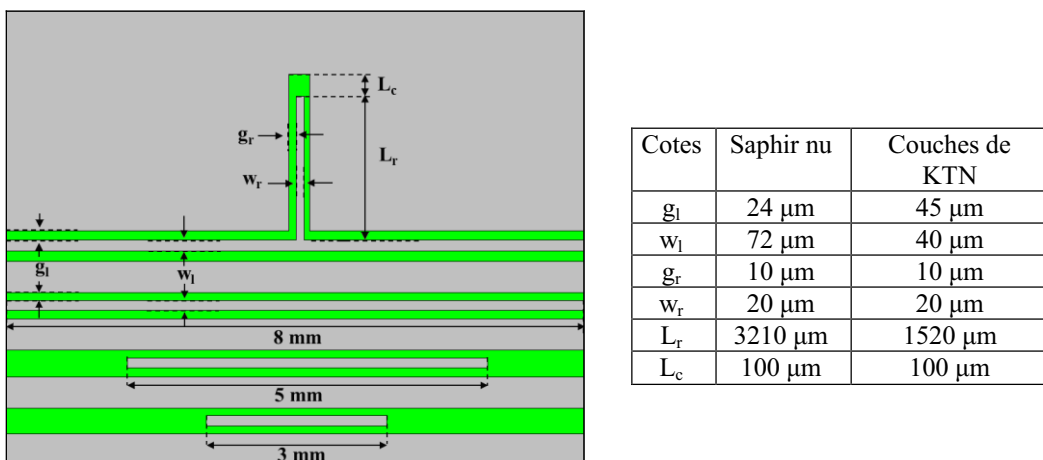 L_c
g_r
L_r
w_r
g_l
w_l
8 mm
5 mm
3 mm
Cotes Saphir nu Couches de
KTN
g_l 24 µm 45 µm
w_l 72 µm 40 µm
g_r 10 µm 10 µm
w_r 20 µm 20 µm
L_r 3210 µm 1520 µm
L_c 100 µm 100 µm